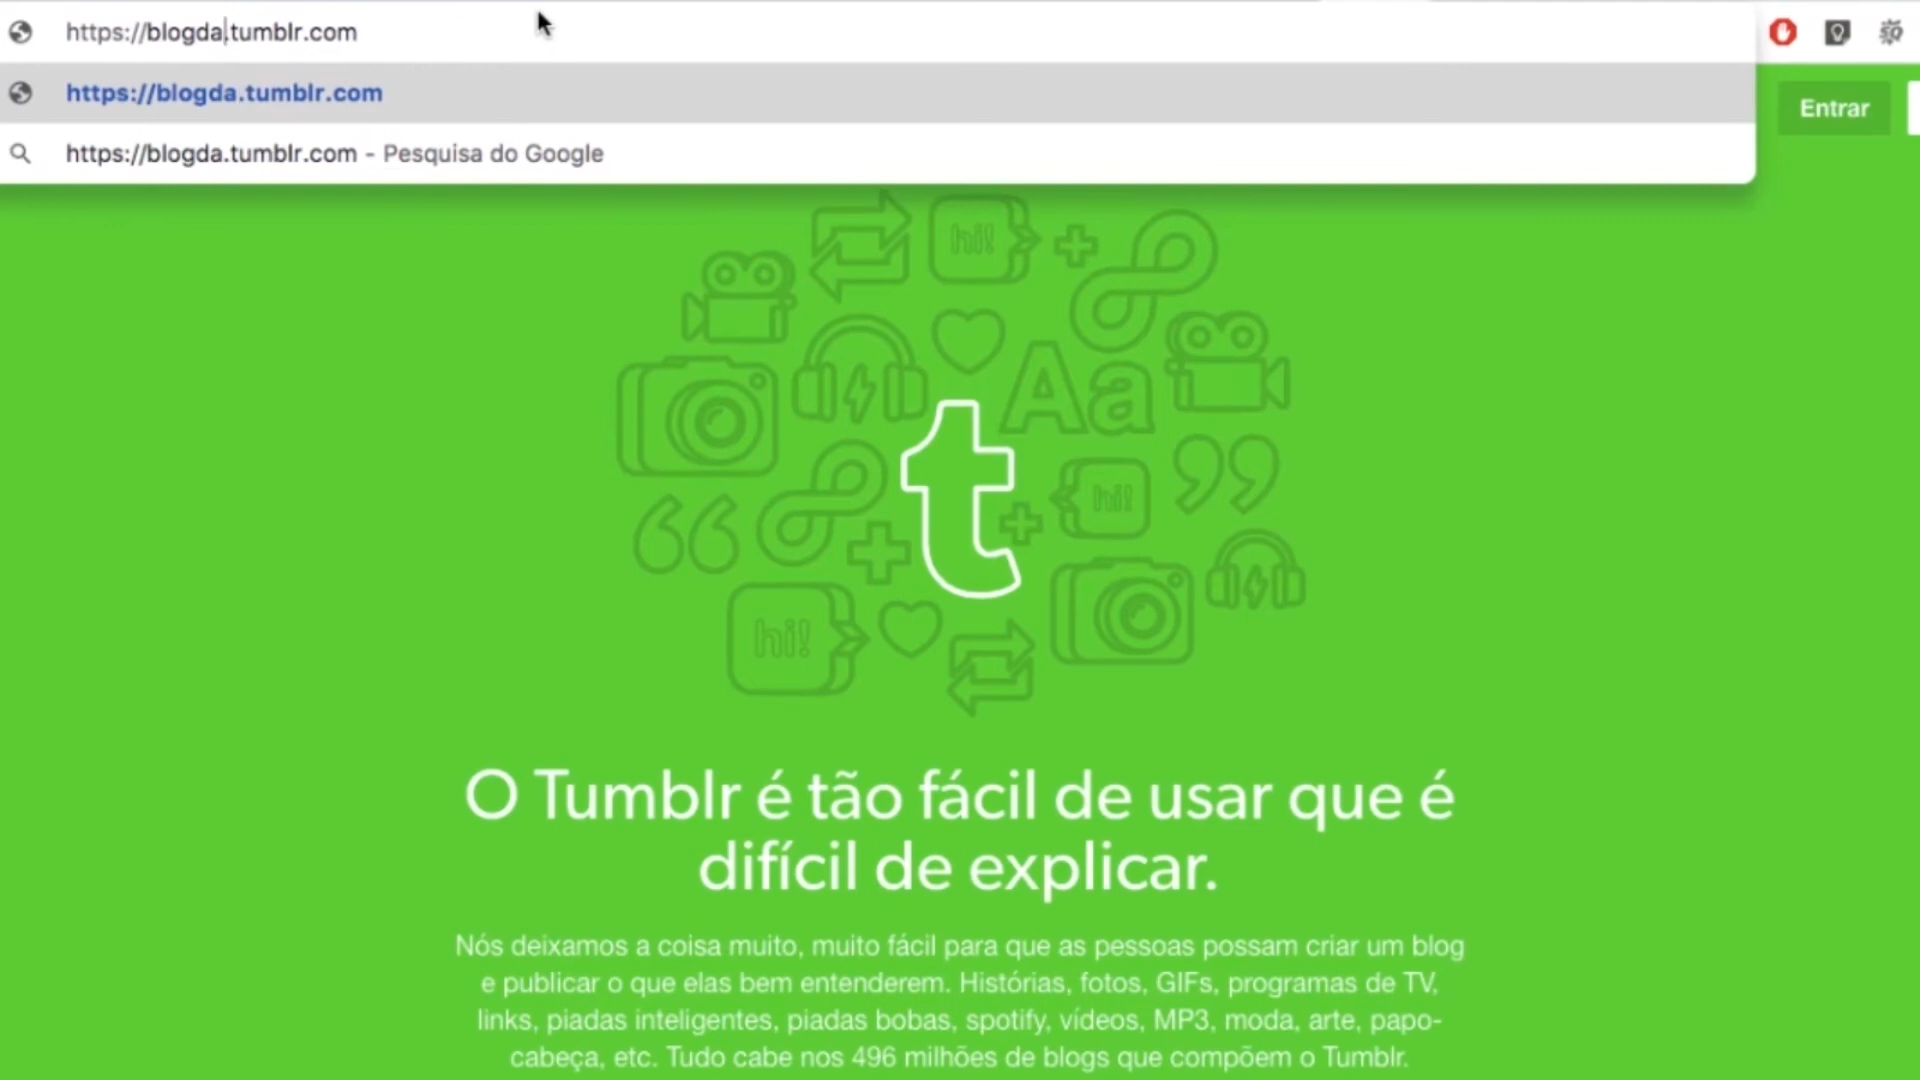 https://blogda.tumblr.com
https://blogda.tumblr.com
https://blogda.tumblr.com - Pesquisa do Google
Entrar
hi!
Aa
t
hi!
hi!
O Tumblr é tão fácil de usar que é
difícil de explicar.
Nós deixamos a coisa muito, muito fácil para que as pessoas possam criar um blog
e publicar o que elas bem entenderem. Histórias, fotos, GIFs, programas de TV,
links, piadas inteligentes, piadas bobas, spotify, vídeos, MP3, moda, arte, papo-
cabeça, etc. Tudo cabe nos 496 milhões de blogs que compõem o Tumblr.